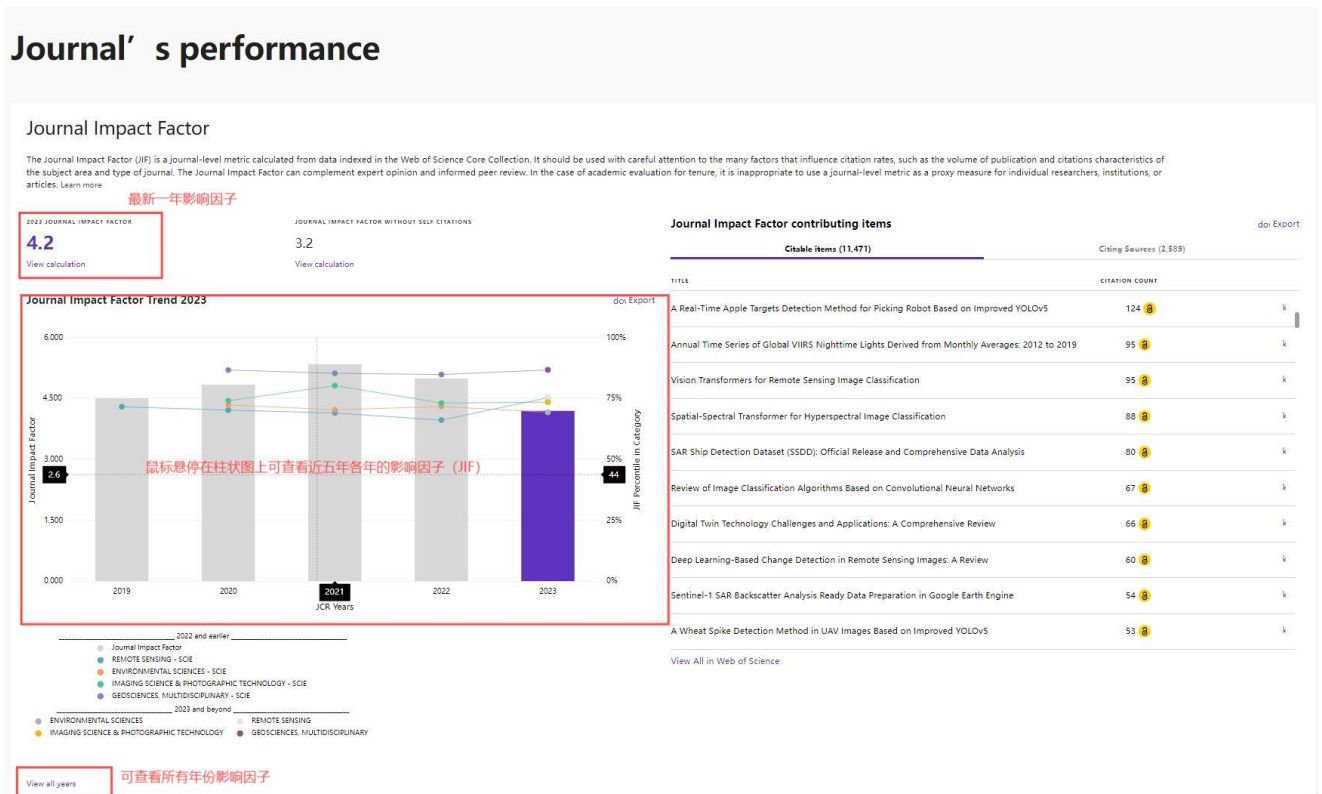 Journal’s performance
Journal Impact Factor
The Journal Impact Factor (JIF) is a journal-level metric calculated from data indexed in the Web of Science Core Collection. It should be used with careful attention to the many factors that influence citation rates, such as the volume of publication and citations characteristics of
the subject area and type of journal. The Journal Impact Factor can complement expert opinion and informed peer review. In the case of academic evaluation for tenure, it is inappropriate to use a journal-level metric as a proxy measure for individual researchers, institutions, or
articles. Learn more
最新一年影响因子
2023 JOURNAL IMPACT FACTOR
4.2
View calculation
JOURNAL IMPACT FACTOR WITHOUT SELF CITATIONS
3.2
View calculation
Journal Impact Factor Trend 2023
Export
6.000
4.500
3.000
2.6
1.500
0.000
Journal Impact Factor
鼠标悬停在柱状图上可查看近五年各年的影响因子（JIF）
100%
75%
50%
44
25%
0%
JIF Percentile in Category
2019
2020
2021
2022
2023
JCR Years
2022 and earlier
Journal Impact Factor
REMOTE SENSING - SCIE
ENVIRONMENTAL SCIENCES - SCIE
IMAGING SCIENCE & PHOTOGRAPHIC TECHNOLOGY - SCIE
GEOSCIENCES, MULTIDISCIPLINARY - SCIE
2023 and beyond
ENVIRONMENTAL SCIENCES REMOTE SENSING
IMAGING SCIENCE & PHOTOGRAPHIC TECHNOLOGY GEOSCIENCES, MULTIDISCIPLINARY
View all years
可查看所有年份影响因子
Journal Impact Factor contributing items
Export
Citable items (11,471) Citing Sources (2,589)
TITLE CITATION COUNT
A Real-Time Apple Targets Detection Method for Picking Robot Based on Improved YOLOv5 124 k
Annual Time Series of Global VIIRS Nighttime Lights Derived from Monthly Averages: 2012 to 2019 95 k
Vision Transformers for Remote Sensing Image Classification 95 k
Spatial-Spectral Transformer for Hyperspectral Image Classification 88 k
SAR Ship Detection Dataset (SSDD): Official Release and Comprehensive Data Analysis 80 k
Review of Image Classification Algorithms Based on Convolutional Neural Networks 67 k
Digital Twin Technology Challenges and Applications: A Comprehensive Review 66 k
Deep Learning-Based Change Detection in Remote Sensing Images: A Review 60 k
Sentinel-1 SAR Backscatter Analysis Ready Data Preparation in Google Earth Engine 54 k
A Wheat Spike Detection Method in UAV Images Based on Improved YOLOv5 53 k
View All in Web of Science